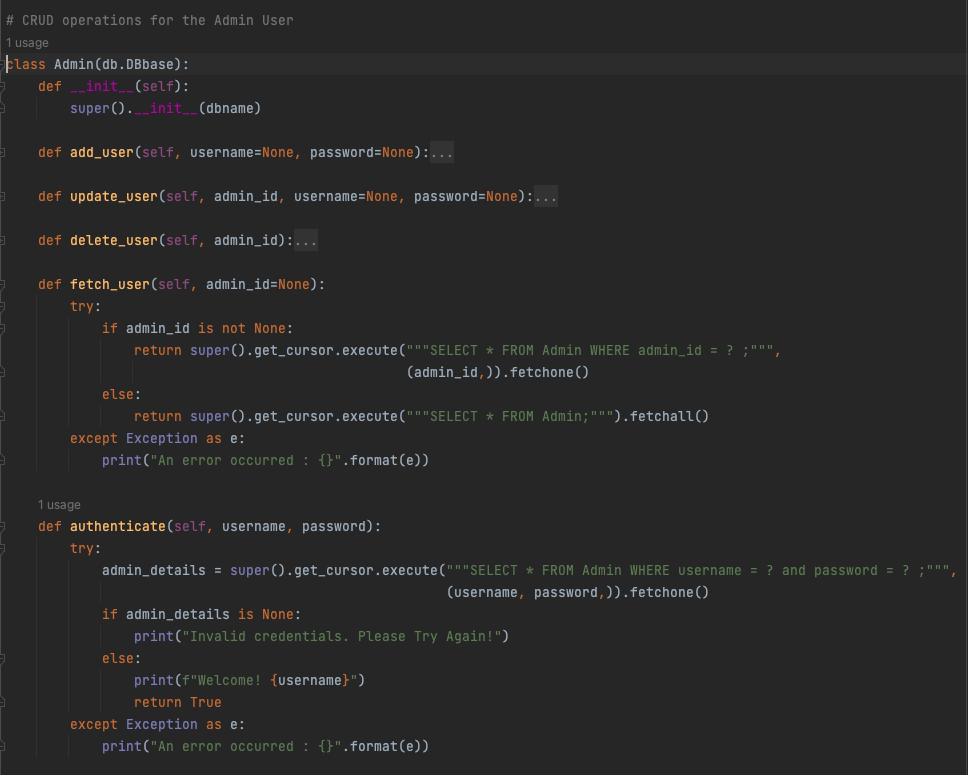 # CRUD operations for the Admin User
1 usage
class Admin(db.DBbase):
    def __init__(self):
        super().__init__(dbname)

    def add_user(self, username=None, password=None):...

    def update_user(self, admin_id, username=None, password=None):...

    def delete_user(self, admin_id):...

    def fetch_user(self, admin_id=None):
        try:
            if admin_id is not None:
                return super().get_cursor.execute("""SELECT * FROM Admin WHERE admin_id = ? ;""",
                                                  (admin_id,)).fetchone()
            else:
                return super().get_cursor.execute("""SELECT * FROM Admin;""").fetchall()
        except Exception as e:
            print("An error occurred : {}".format(e))

    1 usage
    def authenticate(self, username, password):
        try:
            admin_details = super().get_cursor.execute("""SELECT * FROM Admin WHERE username = ? and password = ? ;""",
                                                       (username, password,)).fetchone()
            if admin_details is None:
                print("Invalid credentials. Please Try Again!")
            else:
                print(f"Welcome! {username}")
                return True
        except Exception as e:
            print("An error occurred : {}".format(e))